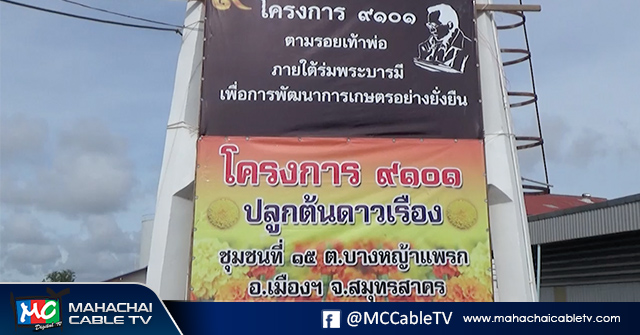 MAHACHAI
CABLE TV
๙
โครงการ ๙๑๐๑
ตามรอยเท้าพ่อ
ภายใต้ร่มพระบารมี
เพื่อการพัฒนาการเกษตรอย่างยั่งยืน
โครงการ ๙๑๐๑
ปลูกต้นดาวเรือง
ชุมชนที่ ๑๕ ต.บางหญ้าแพรก
อ.เมืองฯ จ.สมุทรสาคร
MC
Digital TV
MAHACHAI
CABLE TV
@MCCableTV
www.mahachaicabletv.com